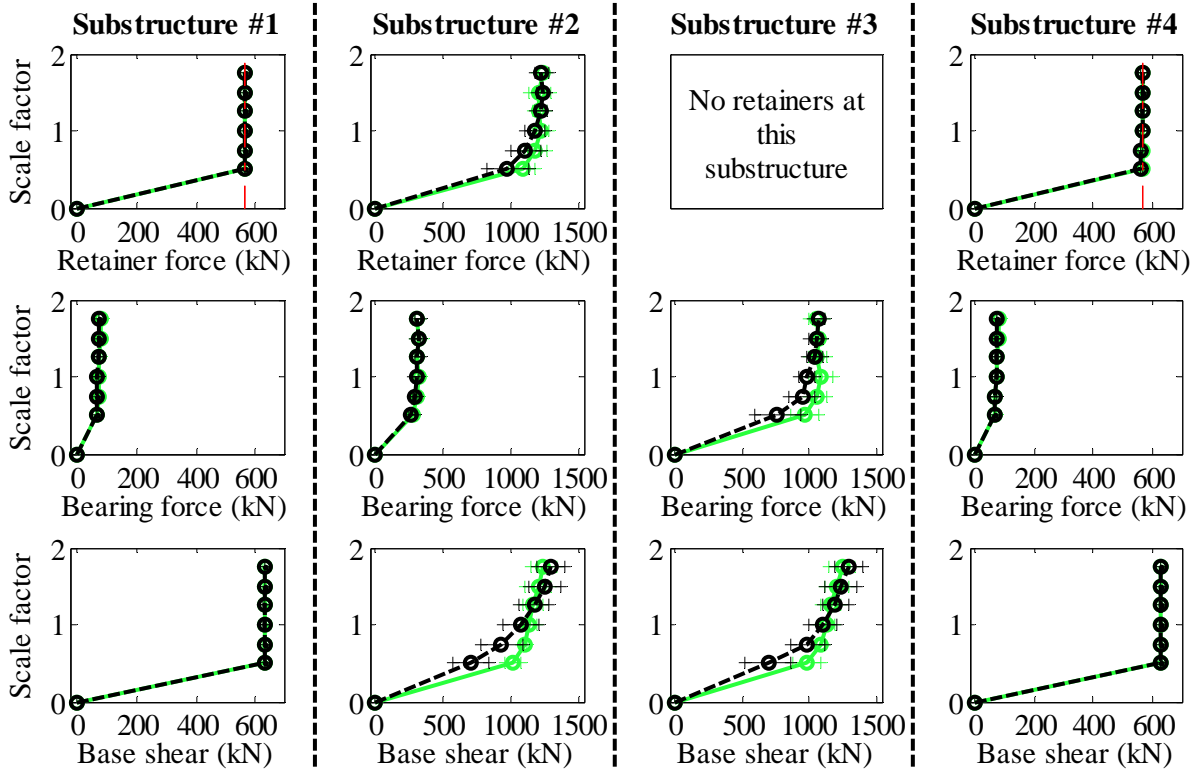 Substructure #1 Substructure #2 Substructure #3 Substructure #4
Scale factor
2
1
0
0 200 400 600
Retainer force (kN)
2
1
0
0 500 1000 1500
Retainer force (kN)
No retainers at
this
substructure
2
1
0
0 200 400 600
Retainer force (kN)
Scale factor
2
1
0
0 200 400 600
Bearing force (kN)
2
1
0
0 500 1000 1500
Bearing force (kN)
2
1
0
0 500 1000 1500
Bearing force (kN)
2
1
0
0 200 400 600
Bearing force (kN)
Scale factor
2
1
0
0 200 400 600
Base shear (kN)
2
1
0
0 500 1000 1500
Base shear (kN)
2
1
0
0 500 1000 1500
Base shear (kN)
2
1
0
0 200 400 600
Base shear (kN)